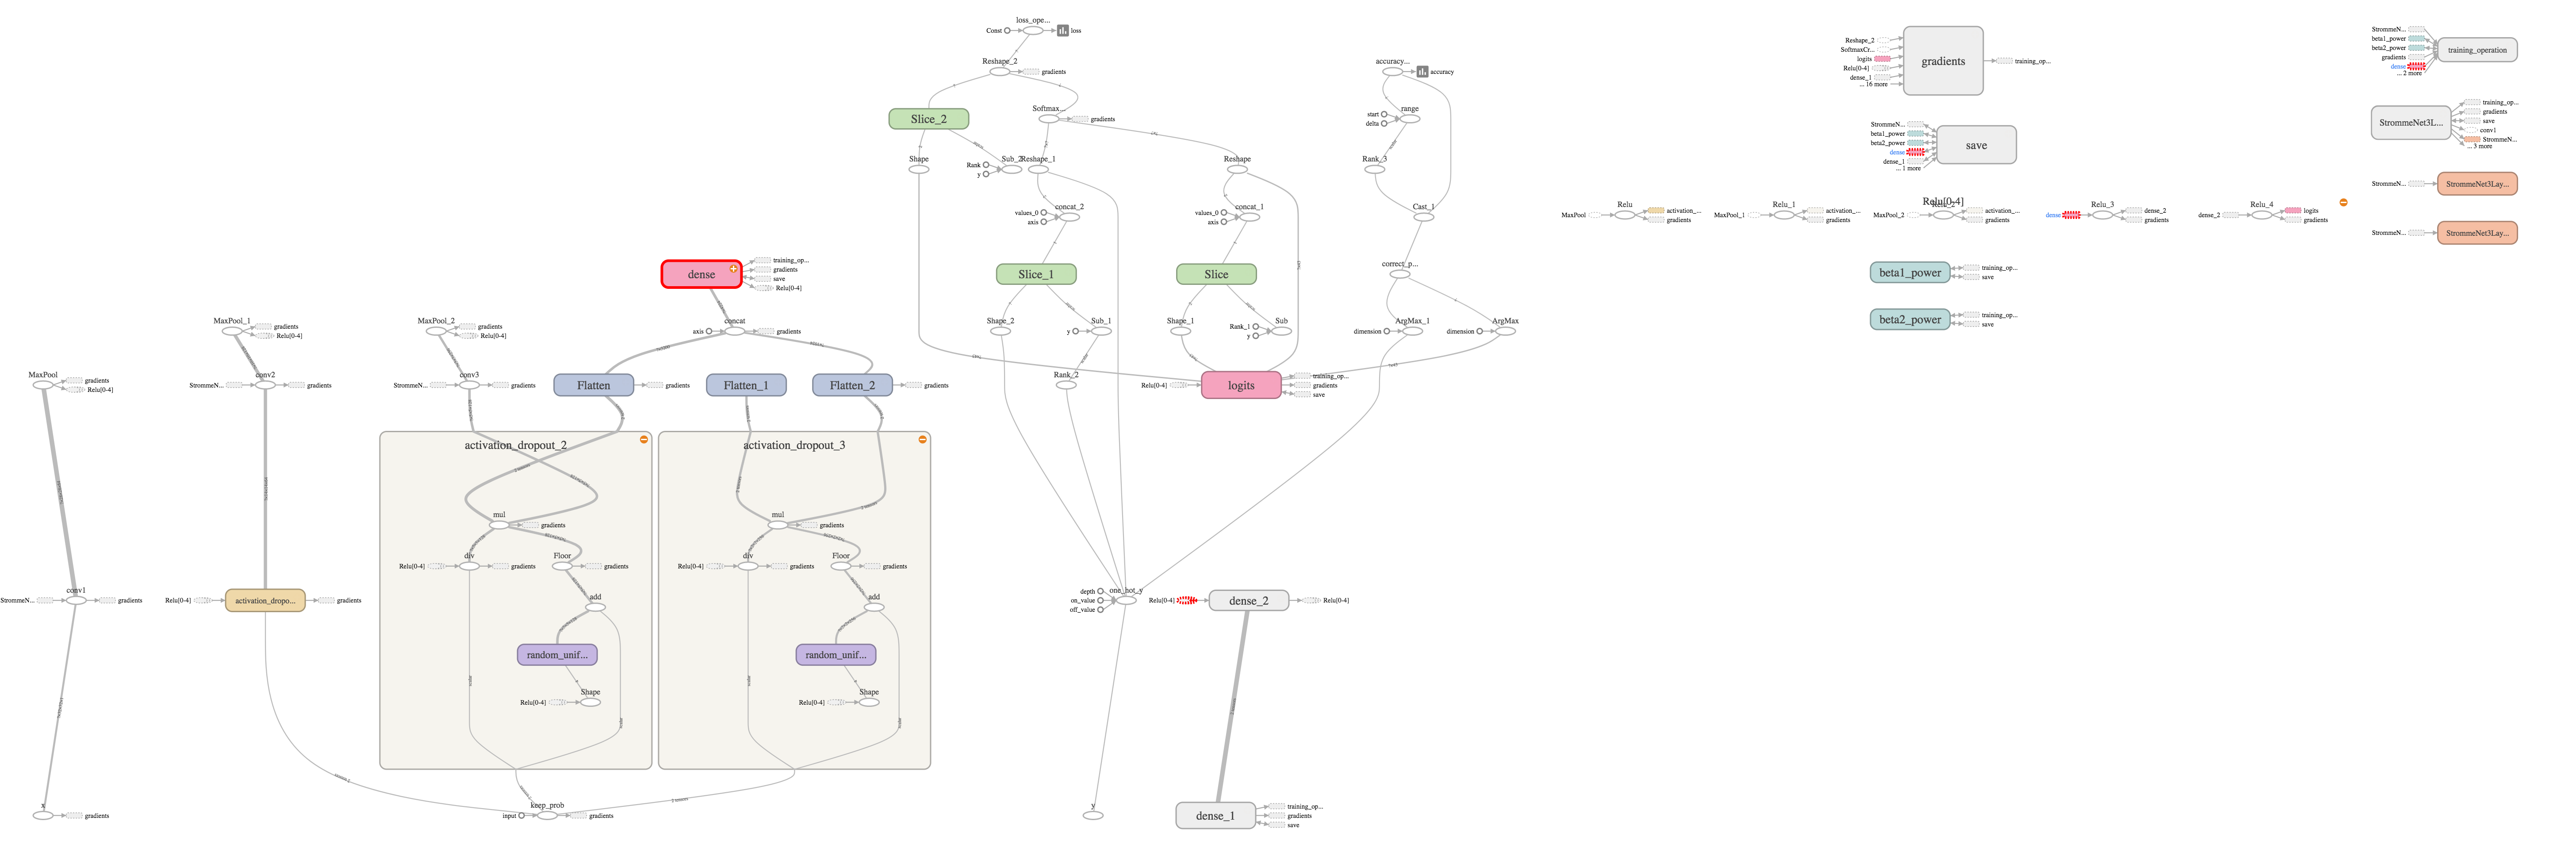 loss_ope...
Const
loss
Reshape_2
gradients
Slice_2
Softmax...
gradients
Shape
Rank
y
Reshape_1
Reshape
values_0
axis
concat_2
values_0
axis
concat_1
Slice_1
Slice
Shape_2
y
Sub_1
Shape_1
Rank_1
y
Sub
Rank_2
Relu[0-4]
logits
training_op...
gradients
save
accuracy...
accuracy
start
delta
range
Rank_3
Cast_1
correct_p...
dimension
ArgMax_1
dimension
ArgMax
dense
training_op...
gradients
save
Relu[0-4]
axis
concat
gradients
MaxPool_1
gradients
Relu[0-4]
MaxPool_2
gradients
Relu[0-4]
MaxPool
gradients
Relu[0-4]
StrommeN...
conv2
gradients
StrommeN...
conv3
gradients
Flatten
gradients
Flatten_1
Flatten_2
gradients
activation_dropout_2
mul
gradients
Relu[0-4]
div
gradients
Floor
gradients
add
random_unif...
Relu[0-4]
Shape
activation_dropout_3
mul
gradients
Relu[0-4]
div
gradients
Floor
gradients
add
random_unif...
Relu[0-4]
Shape
StrommeN...
conv1
gradients
Relu[0-4]
activation_dropo...
gradients
x
gradients
input
keep_prob
gradients
depth
on_value
off_value
one_hot_y
y
Relu[0-4]
dense_2
Relu[0-4]
dense_1
training_op...
gradients
save
Reshape_2
SoftmaxCr...
logits
Relu[0-4]
dense_1
... 16 more
gradients
training_op...
StrommeN...
beta1_power
beta2_power
dense
dense_1
... 1 more
save
Relu[0-4]
MaxPool
Relu
activation_...
gradients
MaxPool_1
Relu_1
activation_...
gradients
MaxPool_2
Relu_2
activation_...
gradients
dense
Relu_3
dense_2
gradients
dense_2
Relu_4
logits
gradients
beta1_power
training_op...
save
beta2_power
training_op...
save
StrommeN...
beta1_power
beta2_power
gradients
dense
... 2 more
training_operation
StrommeNet3L...
training_op...
gradients
save
conv1
StrommeN...
... 3 more
StrommeN...
StrommeNet3Lay...
StrommeN...
StrommeNet3Lay...